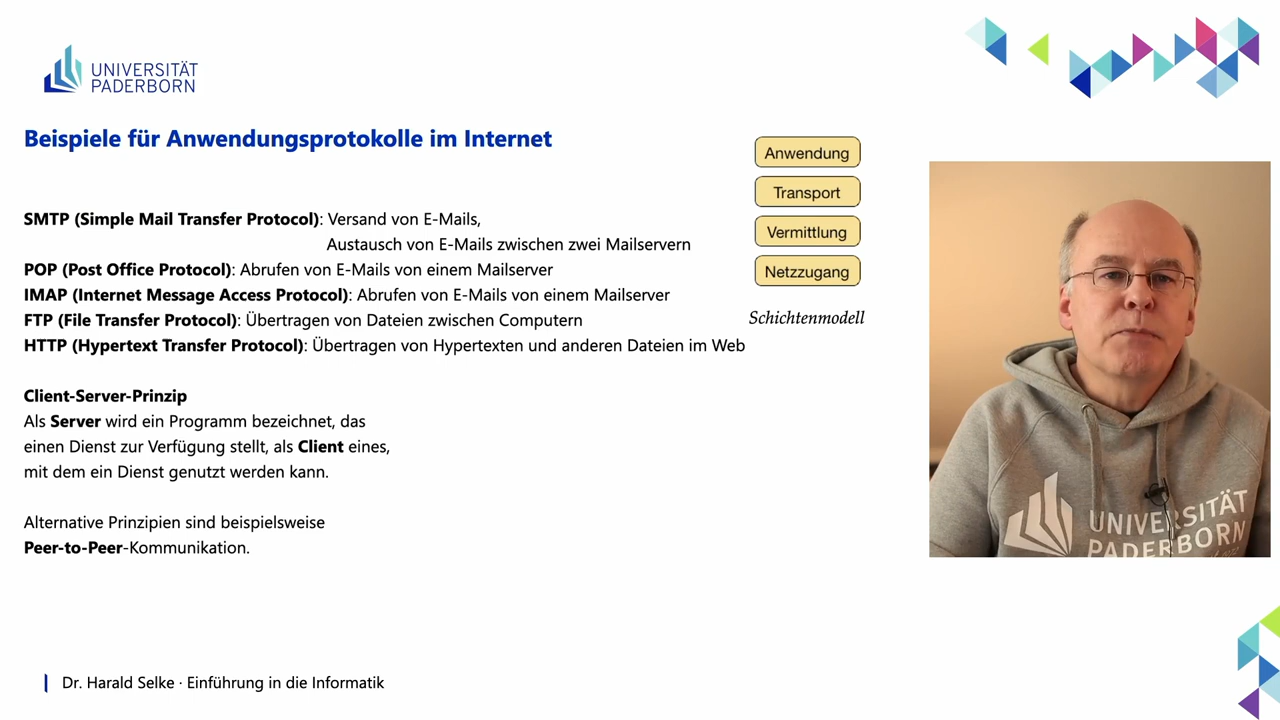 UNIVERSITÄT
PADERBORN
Beispiele für Anwendungsprotokolle im Internet
SMTP (Simple Mail Transfer Protocol): Versand von E-Mails,
Austausch von E-Mails zwischen zwei Mailservern
POP (Post Office Protocol): Abrufen von E-Mails von einem Mailserver
IMAP (Internet Message Access Protocol): Abrufen von E-Mails von einem Mailserver
FTP (File Transfer Protocol): Übertragen von Dateien zwischen Computern
HTTP (Hypertext Transfer Protocol): Übertragen von Hypertexten und anderen Dateien im Web
Client-Server-Prinzip
Als Server wird ein Programm bezeichnet, das
einen Dienst zur Verfügung stellt, als Client eines,
mit dem ein Dienst genutzt werden kann.
Alternative Prinzipien sind beispielsweise
Peer-to-Peer-Kommunikation.
Anwendung
Transport
Vermittlung
Netzzugang
Schichtenmodell
UNIVERSITÄT
PADERBORN
Dr. Harald Selke · Einführung in die Informatik